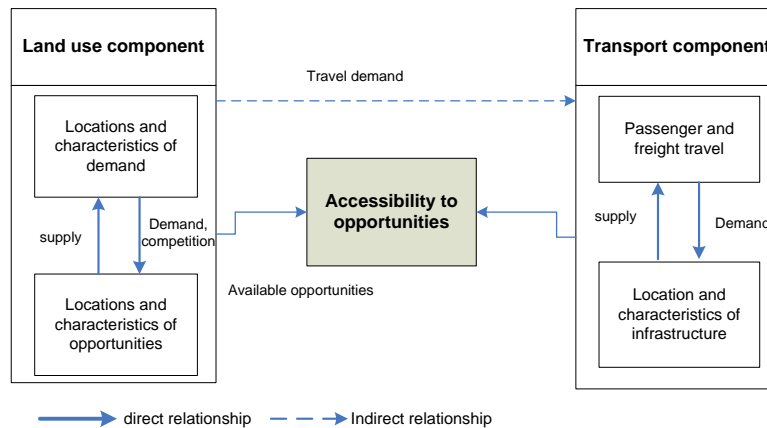 Land use component
Transport component
Travel demand
Locations and
characteristics of
demand
Passenger and
freight travel
Accessibility to
opportunities
supply
Demand,
competition
supply
Demand
Available opportunities
Locations and
characteristics of
opportunities
Location and
characteristics of
infrastructure
direct relationship
Indirect relationship